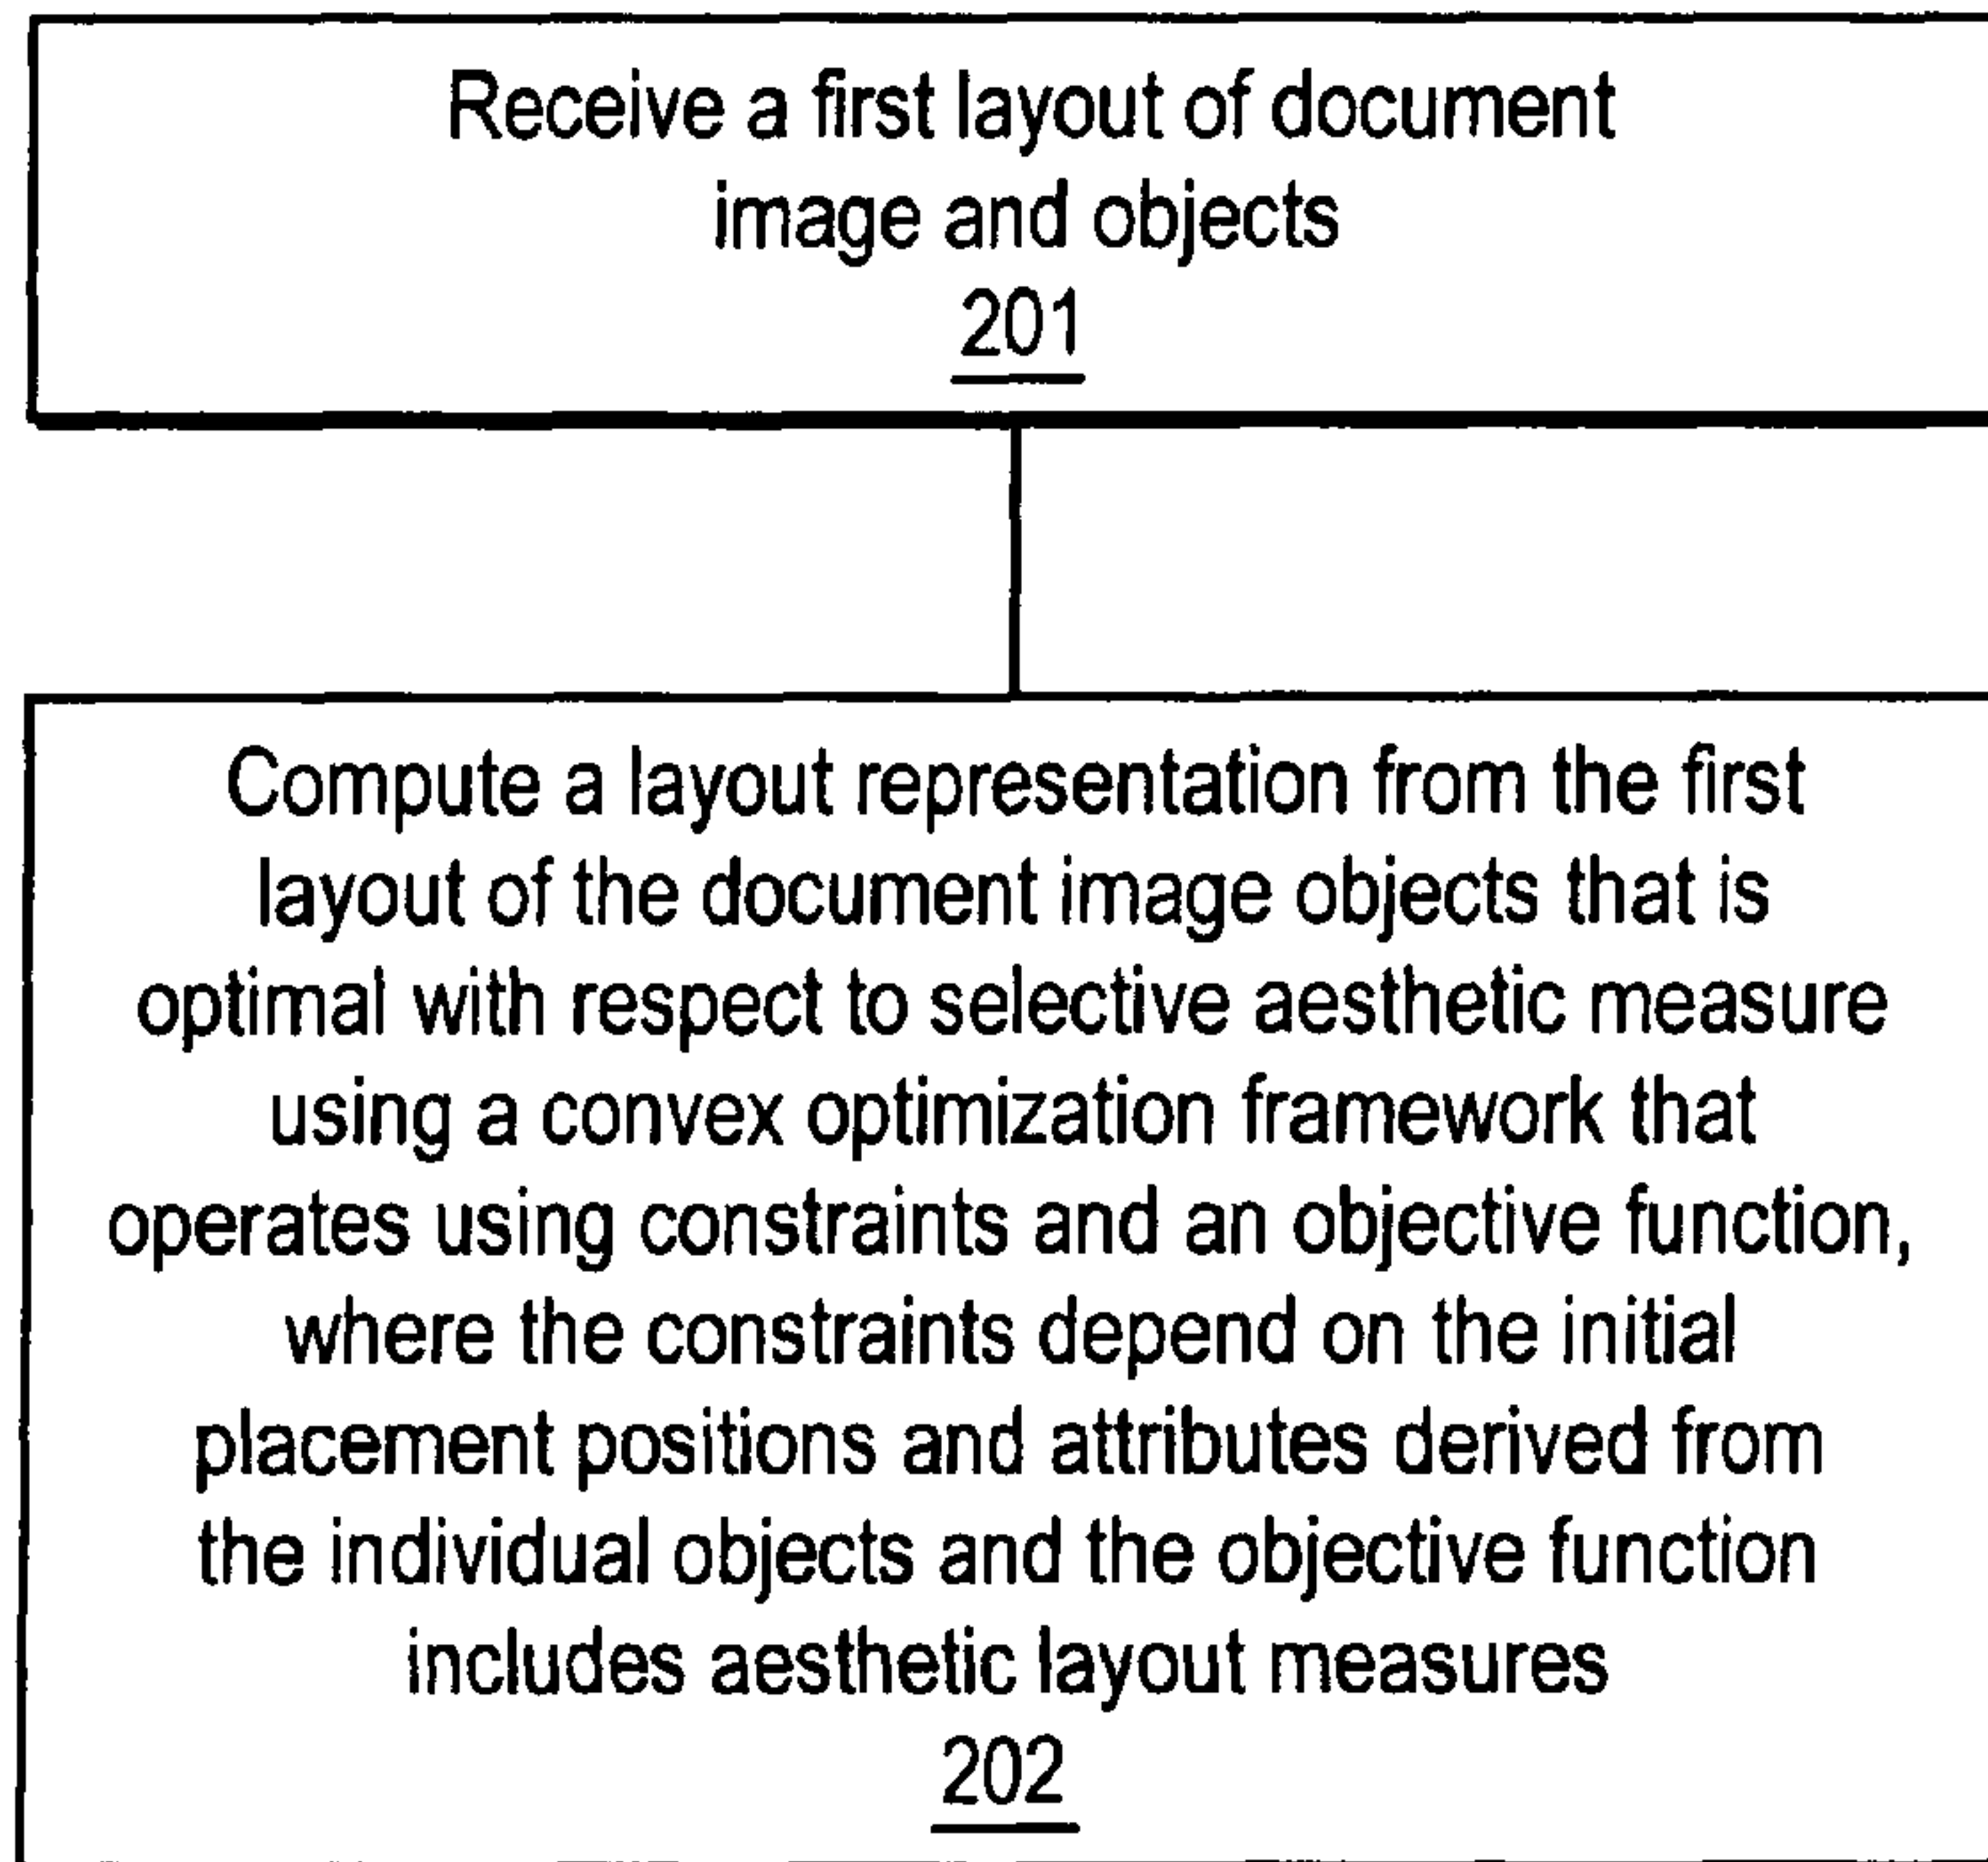 Receive a first layout of document
image and objects
201
Compute a layout representation from the first
layout of the document image objects that is
optimal with respect to selective aesthetic measure
using a convex optimization framework that
operates using constraints and an objective function,
where the constraints depend on the initial
placement positions and attributes derived from
the individual objects and the objective function
includes aesthetic layout measures
202